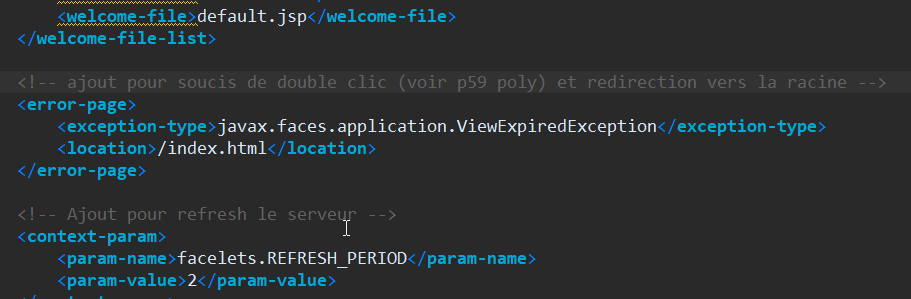 <welcome-file>default.jsp</welcome-file>
</welcome-file-list>
<!-- ajout pour soucis de double clic (voir p59 poly) et redirection vers la racine -->
<error-page>
<exception-type>javax.faces.application.ViewExpiredException</exception-type>
<location>/index.html</location>
</error-page>
<!-- Ajout pour refresh le serveur -->
<context-param>
<param-name>facelets.REFRESH_PERIOD</param-name>
<param-value>2</param-value>